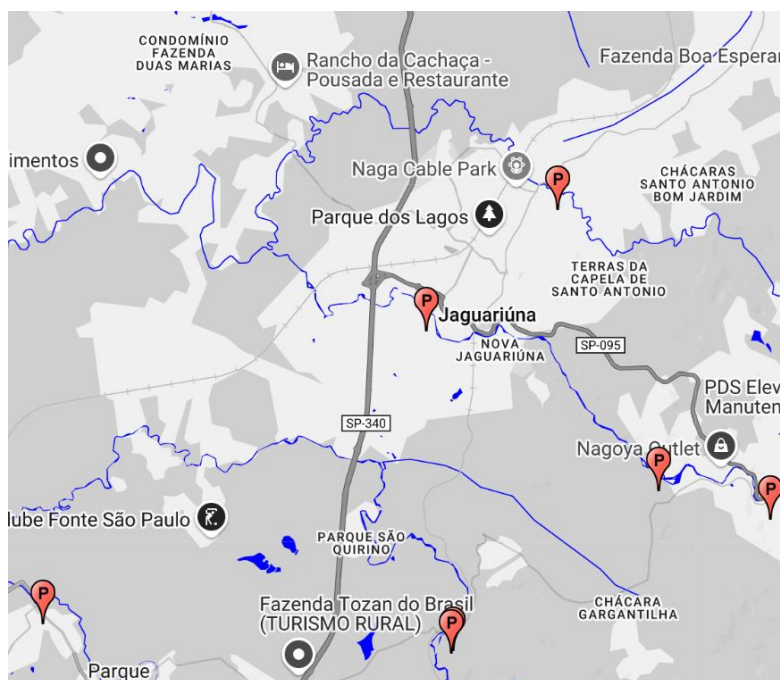 CONDOMÍNIO
FAZENDA
DUAS MARIAS
Rancho da Cachaça -
Pousada e Restaurante
Fazenda Boa Esperan
imentos
Naga Cable Park
P
CHÁCARAS
SANTO ANTONIO
BOM JARDIM
Parque dos Lagos
TERRAS DA
CAPELA DE
SANTO ANTONIO
P
Jaguariúna
NOVA
JAGUARIÚNA
SP-095
PDS Elev
Manuten
SP-340
Nagoya Outlet
P
P
lube Fonte São Paulo
PARQUE SÃO
QUIRINO
P
Fazenda Tozan do Brasil
(TURISMO RURAL)
P
CHÁCARA
GARGANTILHA
Parque